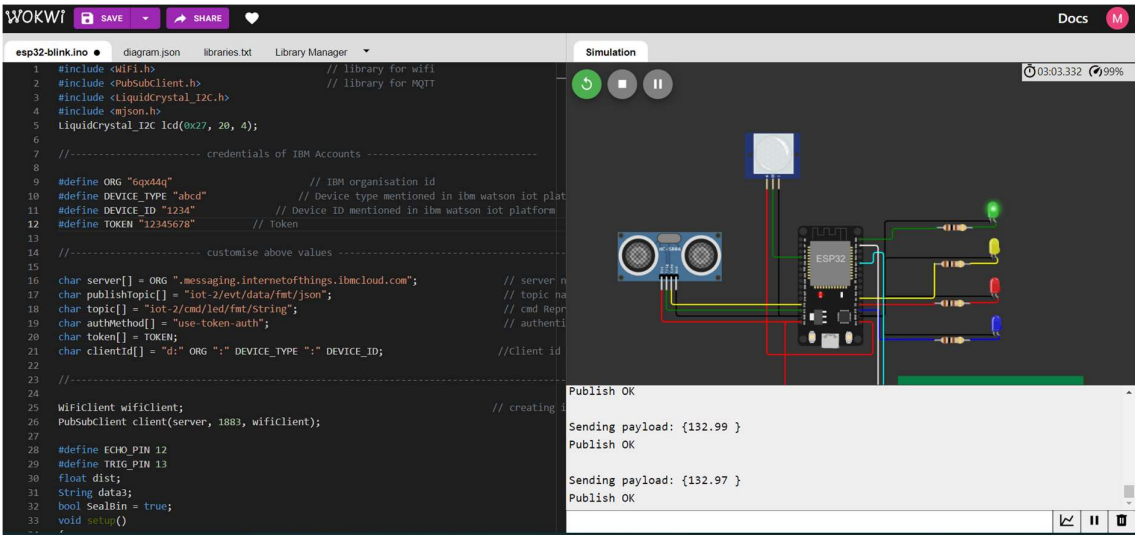 WOKWI SAVE SHARE Docs M
esp32-blink.ino ● diagram.json libraries.txt Library Manager
1 #include <WiFi.h> // library for wifi
2 #include <PubSubClient.h> // library for MQTT
3 #include <LiquidCrystal_I2C.h>
4 #include <mjson.h>
5 LiquidCrystal_I2C lcd(0x27, 20, 4);
6
7 //----------------------- credentials of IBM Accounts ------------------------------
8
9 #define ORG "6qx44q" // IBM organisation id
10 #define DEVICE_TYPE "abcd" // Device type mentioned in ibm watson iot plat
11 #define DEVICE_ID "1234" // Device ID mentioned in ibm watson iot platform
12 #define TOKEN "12345678" // Token
13
14 //----------------------- customise above values -----------------------------------
15
16 char server[] = ORG ".messaging.internetofthings.ibmcloud.com"; // server n
17 char publishTopic[] = "iot-2/evt/data/fmt/json"; // topic na
18 char topic[] = "iot-2/cmd/led/fmt/String"; // cmd Repr
19 char authMethod[] = "use-token-auth"; // authenti
20 char token[] = TOKEN;
21 char clientId[] = "d:" ORG ":" DEVICE_TYPE ":" DEVICE_ID; //Client id
22
23 //----------------------------------------------------------------------------------
24
25 WiFiClient wifiClient; // creating i
26 PubSubClient client(server, 1883, wifiClient);
27
28 #define ECHO_PIN 12
29 #define TRIG_PIN 13
30 float dist;
31 String data3;
32 bool SealBin = true;
33 void setup()
Simulation
03:03.332 99%
HC-SR04
ESP32
Publish OK
Sending payload: {132.99 }
Publish OK
Sending payload: {132.97 }
Publish OK